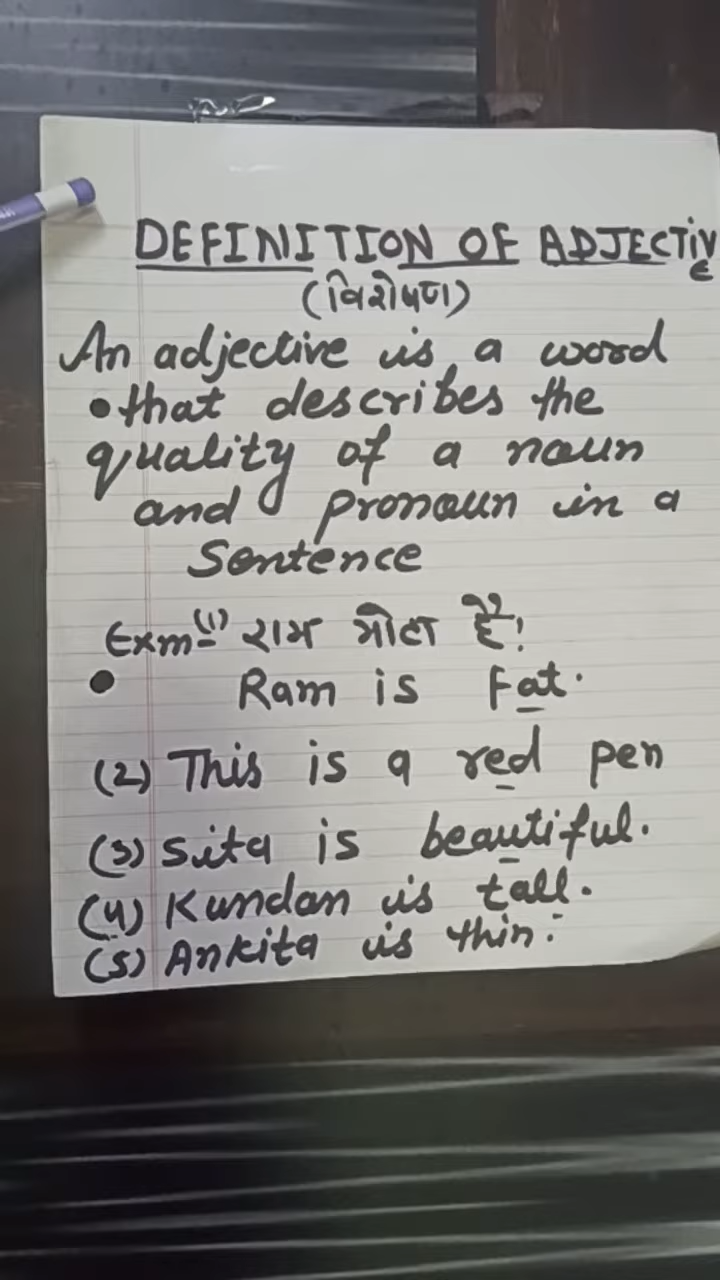 DEFINITION OF ADJECTIVE
(विशेषण)
An adjective is a word
•that describes the
quality of a noun
and pronoun in a
Sentence
Exm (1) राम मोटा है!
• Ram is Fat.
(2) This is a red pen
(3) Sita is beautiful.
(4) Kundan is tall.
(5) Ankita is thin.